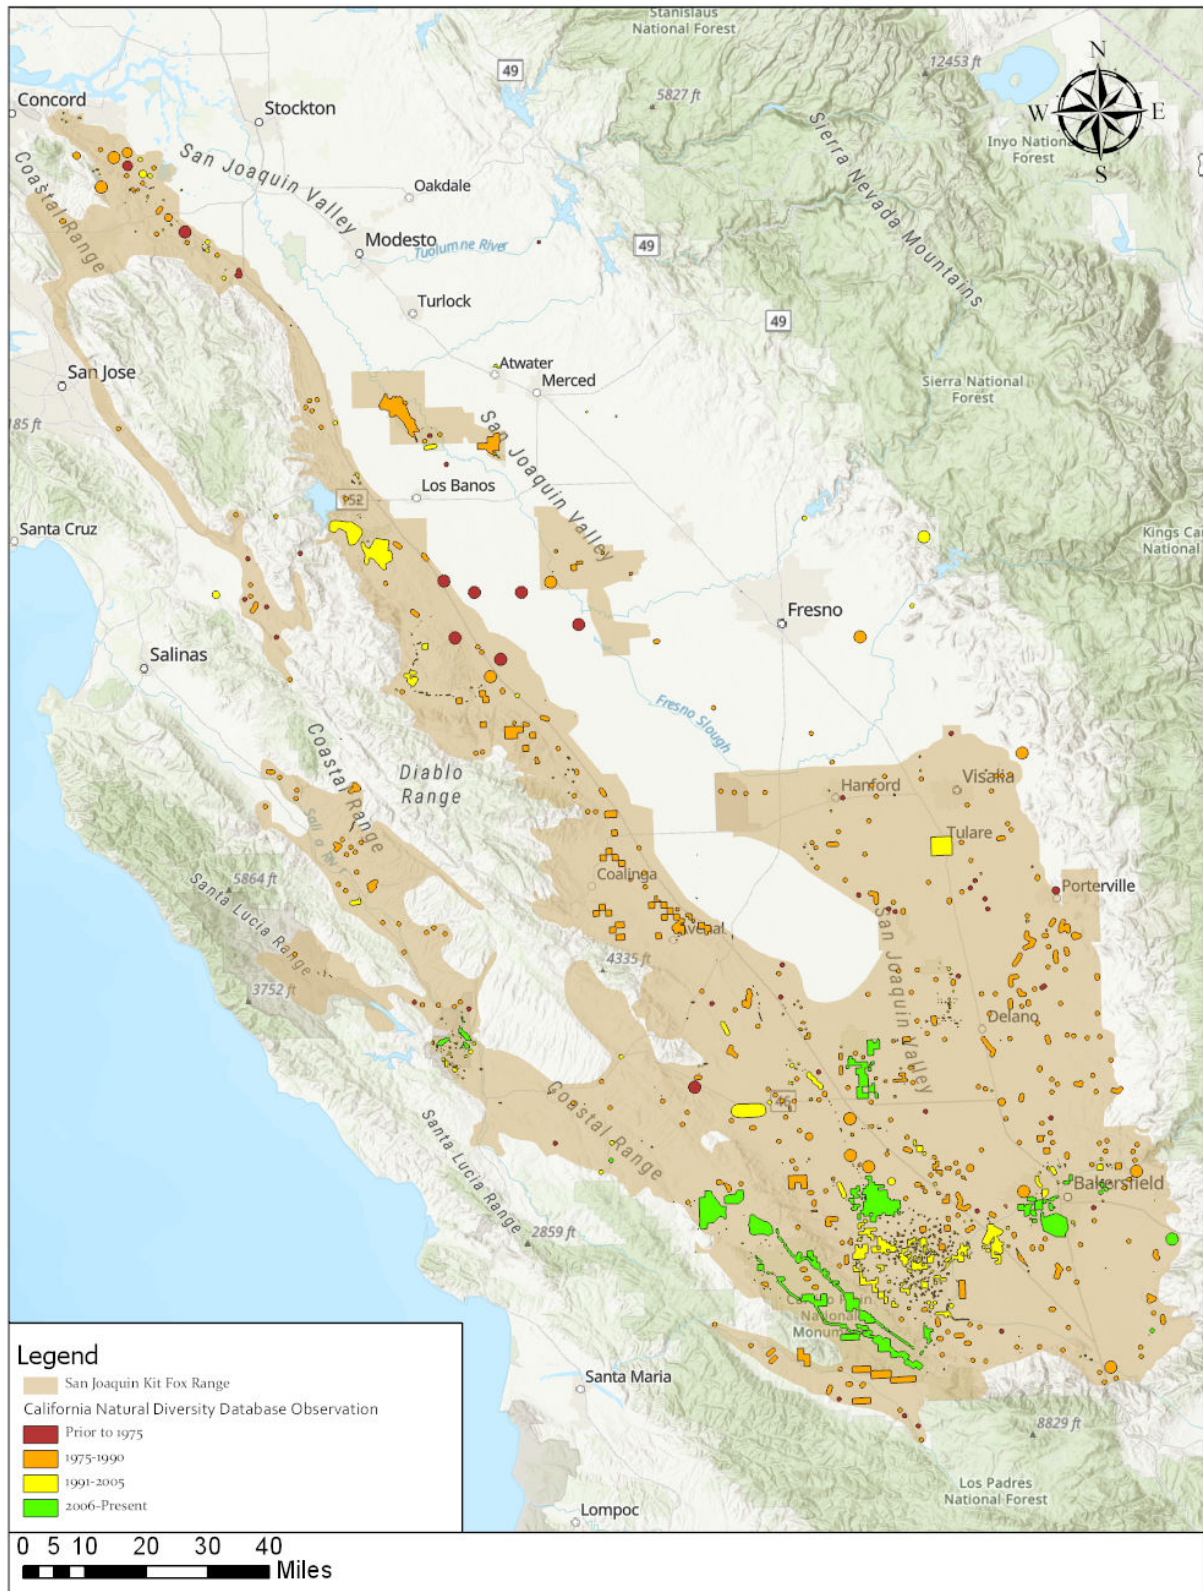 Stanislaus
National Forest
12453 ft
N
W
E
S
49
5827 ft
Concord
Stockton
Sierra Nevada Mountains
Inyo National
Forest
San Joaquin Valley
Coastal Range
Oakdale
Modesto
Tuolumne River
49
Turlock
49
Atwater
Merced
San Jose
Sierra National
Forest
185 ft
San Joaquin Valley
Los Banos
152
Santa Cruz
Kings Ca
National
Fresno
Salinas
Fresno Slough
Coastal Range
Diablo
Range
Hanford
Visalia
Tulare
5864 ft
Santa Lucia Range
Coalinga
Porterville
San Joaquin Valley
Avenal
4335 ft
3752 ft
Delano
Coastal Range
46
Santa Lucia Range
Bakersfield
2859 ft
National
Monument
Santa Maria
8829 ft
Los Padres
National Forest
Lompoc
Legend
San Joaquin Kit Fox Range
California Natural Diversity Database Observation
Prior to 1975
1975-1990
1991-2005
2006-Present
0 5 10 20 30 40
Miles